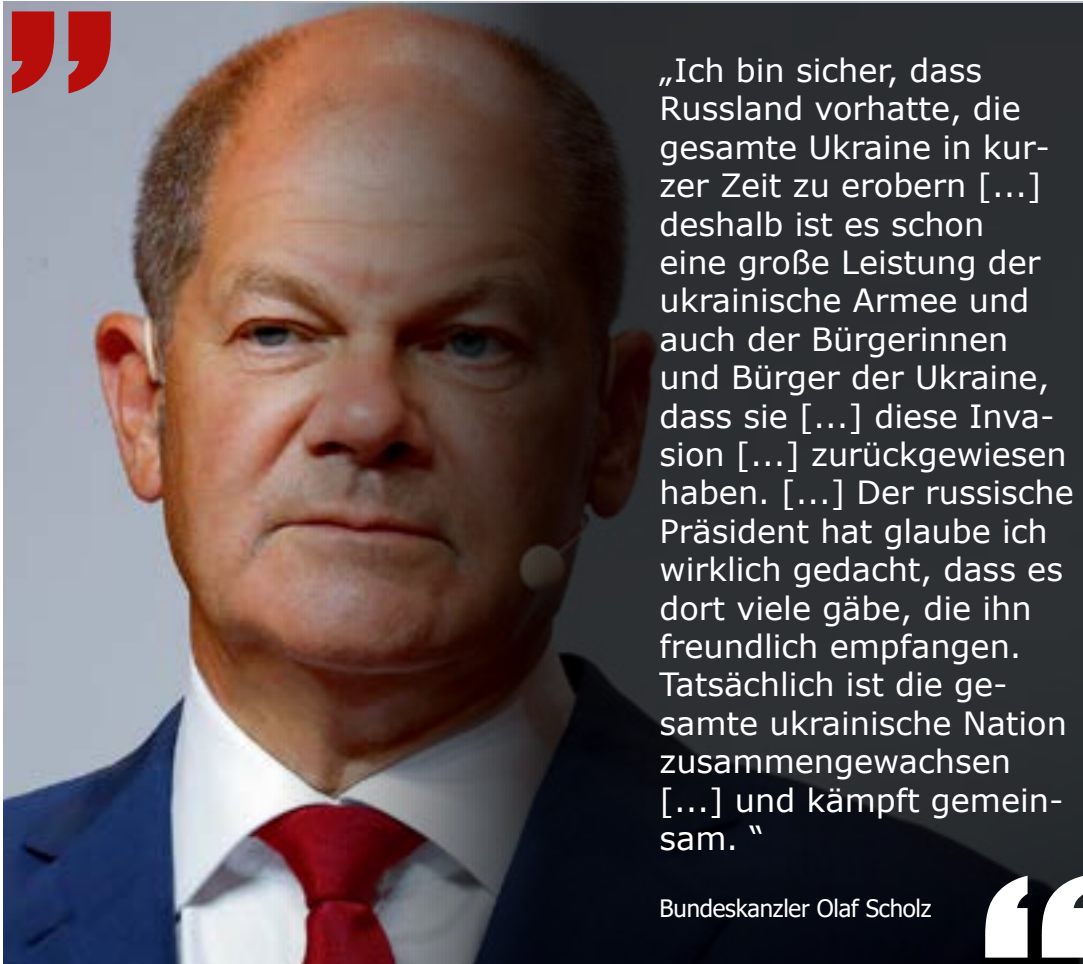 „Ich bin sicher, dass
Russland vorhatte, die
gesamte Ukraine in kur-
zer Zeit zu erobern [...]
deshalb ist es schon
eine große Leistung der
ukrainische Armee und
auch der Bürgerinnen
und Bürger der Ukraine,
dass sie [...] diese Inva-
sion [...] zurückgewiesen
haben. [...] Der russische
Präsident hat glaube ich
wirklich gedacht, dass es
dort viele gäbe, die ihn
freundlich empfangen.
Tatsächlich ist die ge-
samte ukrainische Nation
zusammengewachsen
[...] und kämpft gemein-
sam. “
Bundeskanzler Olaf Scholz